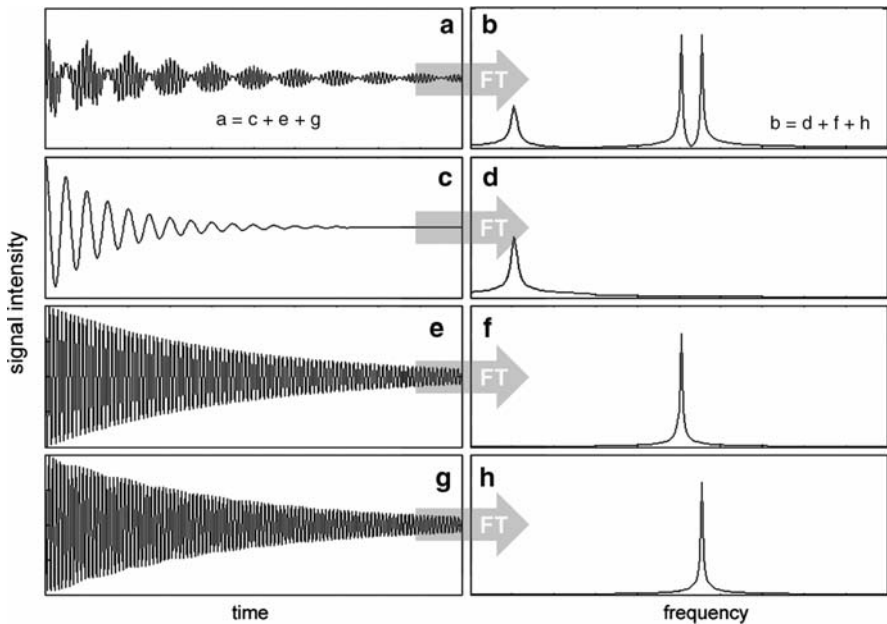 a
FT
b
a = c + e + g
b = d + f + h
c
FT
d
signal intensity
e
FT
f
g
FT
h
time
frequency